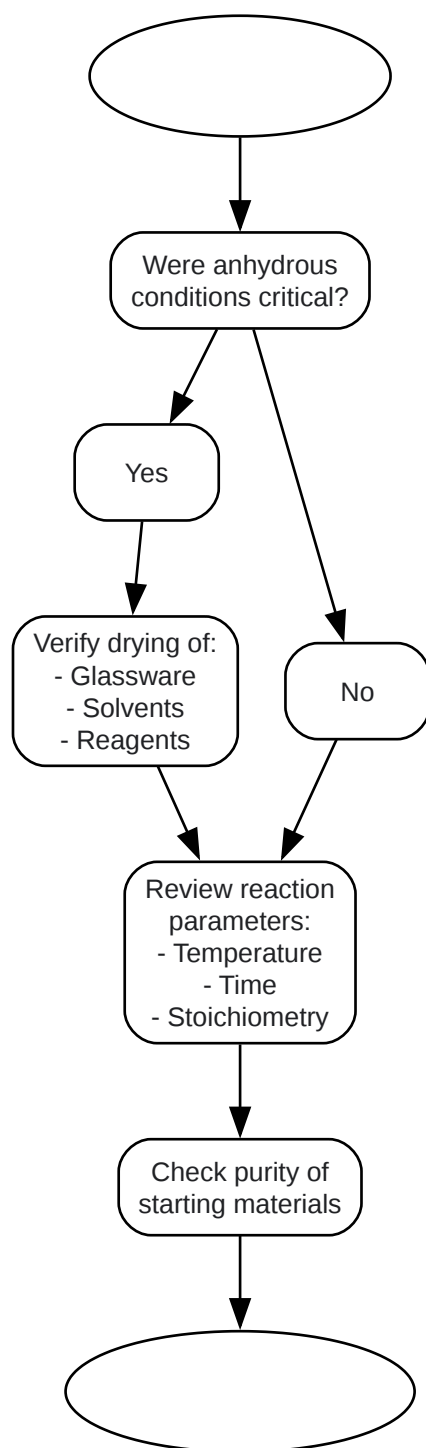 Were anhydrous
conditions critical?
Yes
Verify drying of:
- Glassware
- Solvents
- Reagents
No
Review reaction
parameters:
- Temperature
- Time
- Stoichiometry
Check purity of
starting materials